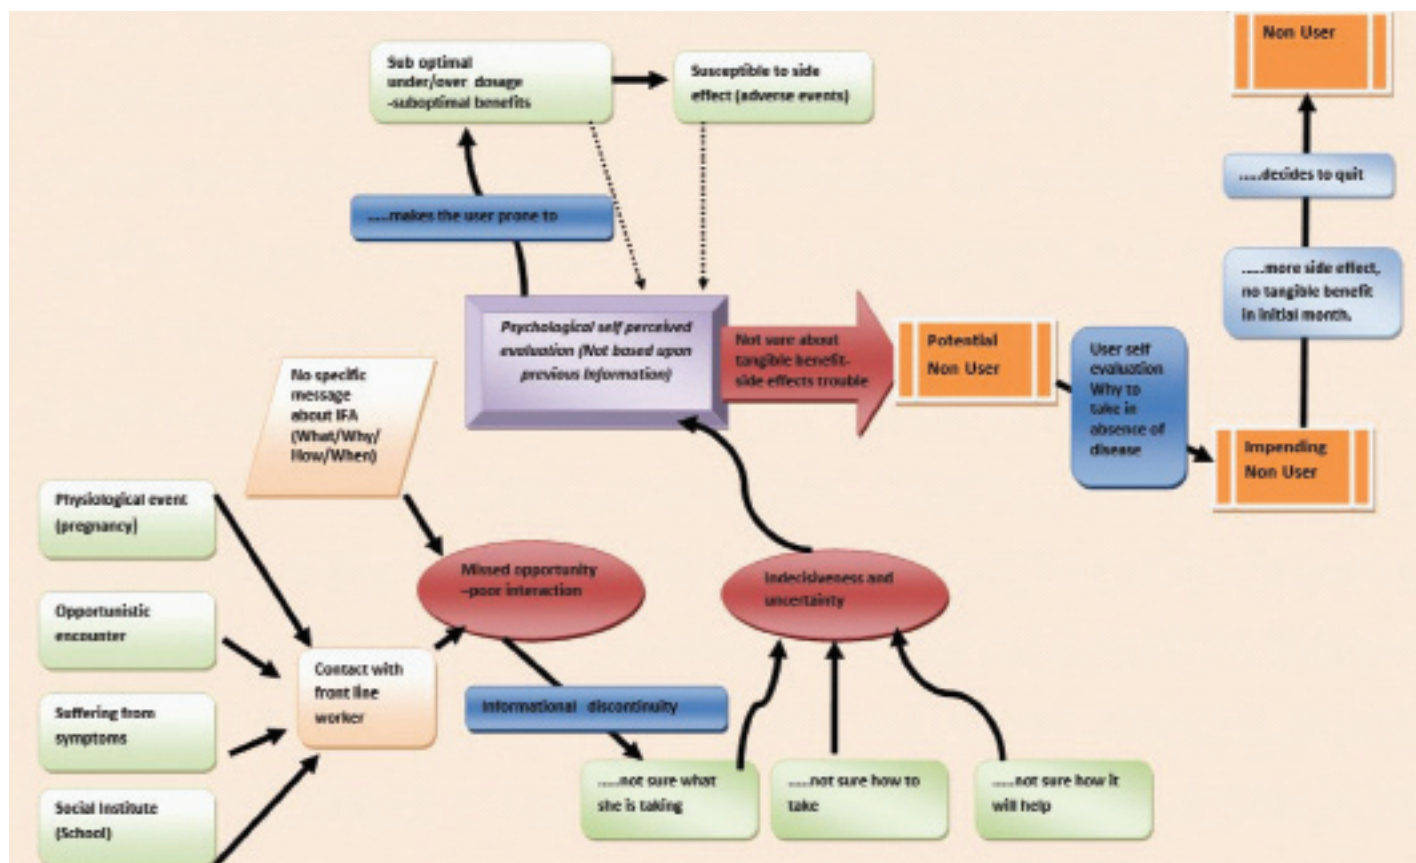 Non User
Sub optimal
under/over dosage
-suboptimal benefits
Susceptible to side
effect (adverse events)
.....decides to quit
.....makes the user prone to
.....more side effect,
no tangible benefit
in initial month.
Psychological self perceived
evaluation (Not based upon
previous Information)
Not sure about
tangible benefit-
side effects trouble
Potential
Non User
User self
evaluation
Why to
take in
absence of
disease
Impending
Non User
No specific
message
about IFA
(What/Why/
How/When)
Physiological event
(pregnancy)
Missed opportunity
–poor interaction
Indecisiveness and
uncertainty
Opportunistic
encounter
Contact with
front line
worker
Suffering from
symptoms
Informational discontinuity
.....not sure what
she is taking
.....not sure how to
take
.....not sure how it
will help
Social Institute
(School)